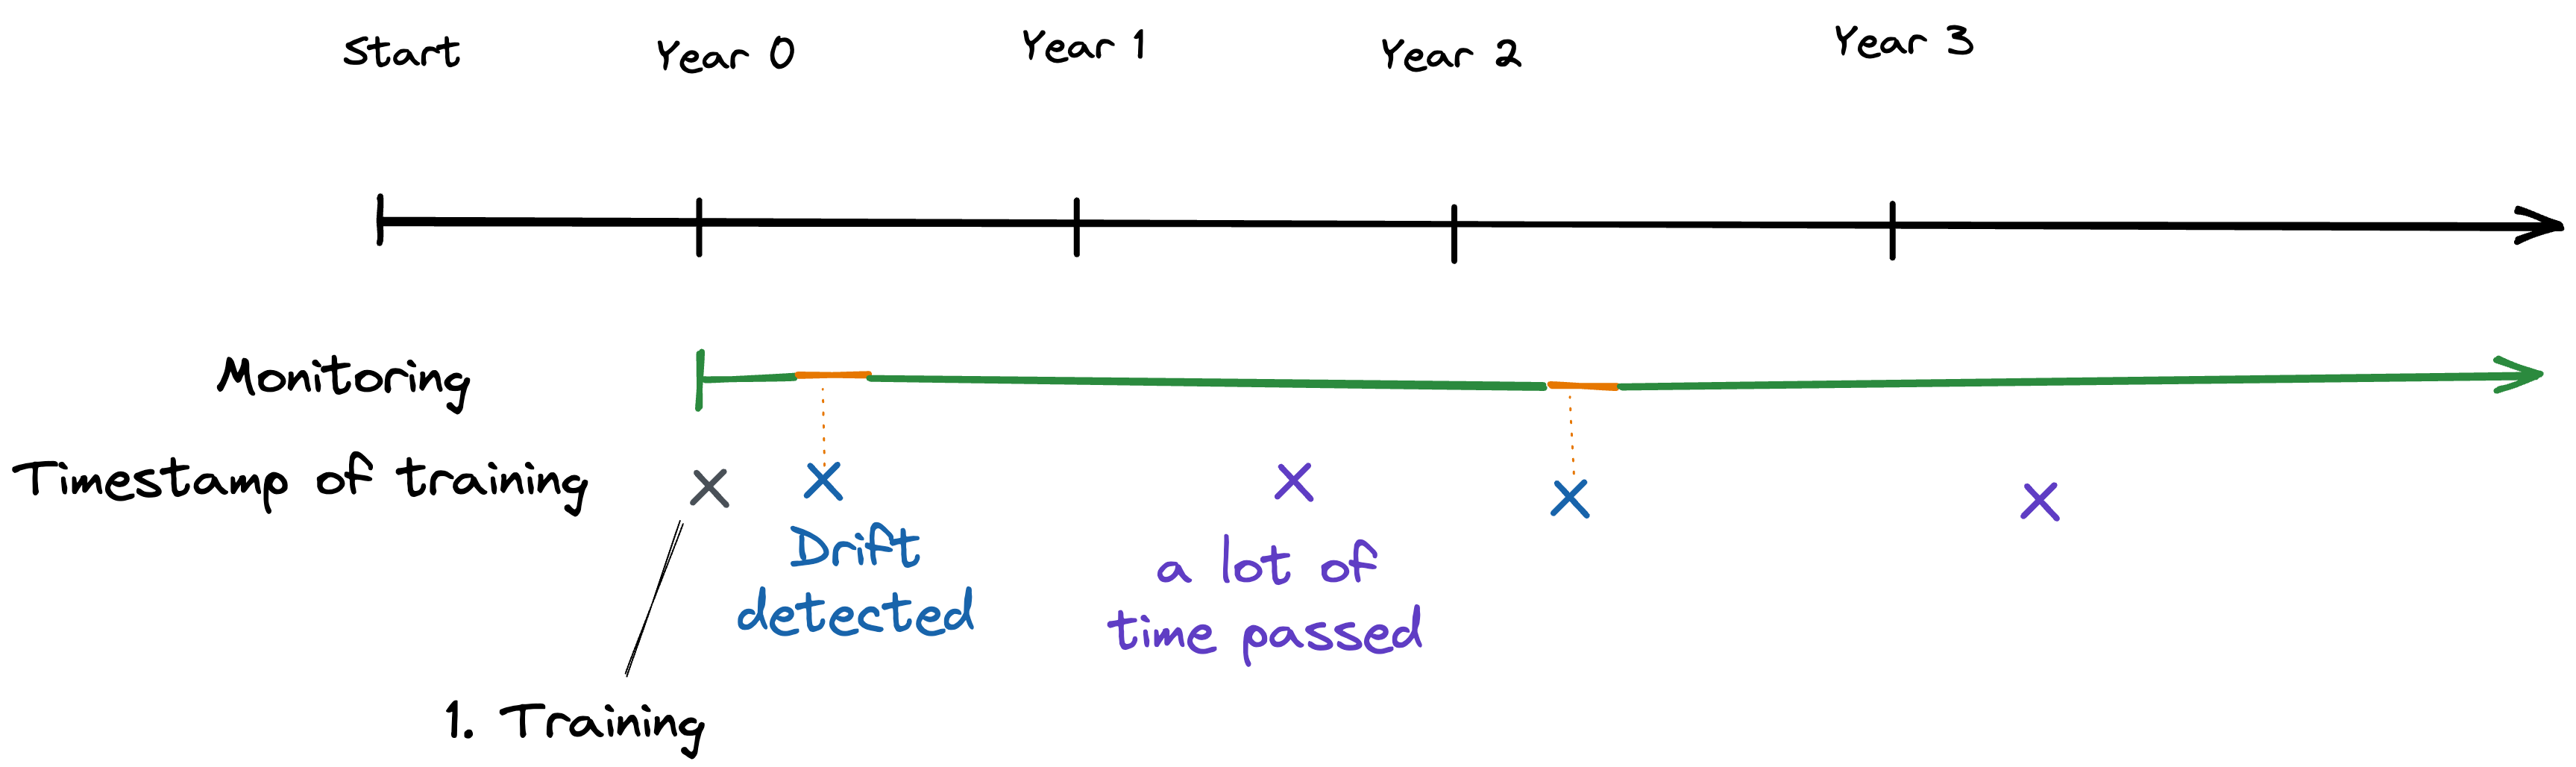 Start
Year 0
Year 1
Year 2
Year 3
Monitoring
Timestamp of training
Drift
detected
a lot of
time passed
1. Training